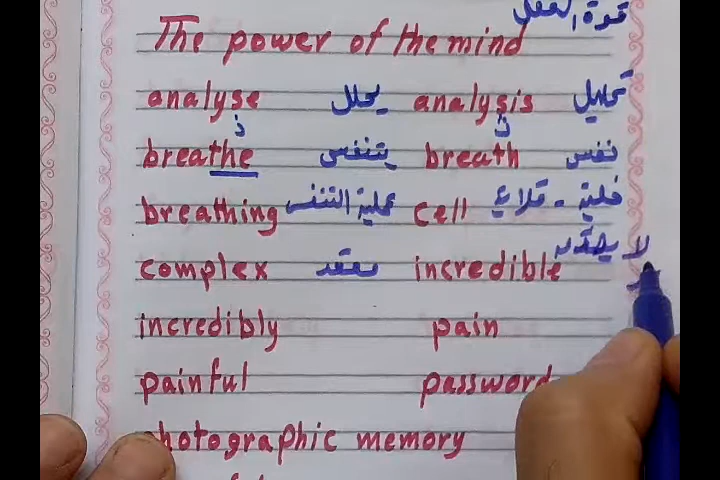 قوة العقل
The power of the mind
analyse يحلل analysis تحليل
breathe يتنفس breath نفس
breathing عملية التنفس cell خلية -
complex معقد incredible لا يصدق
incredibly pain
painful password
photographic memory